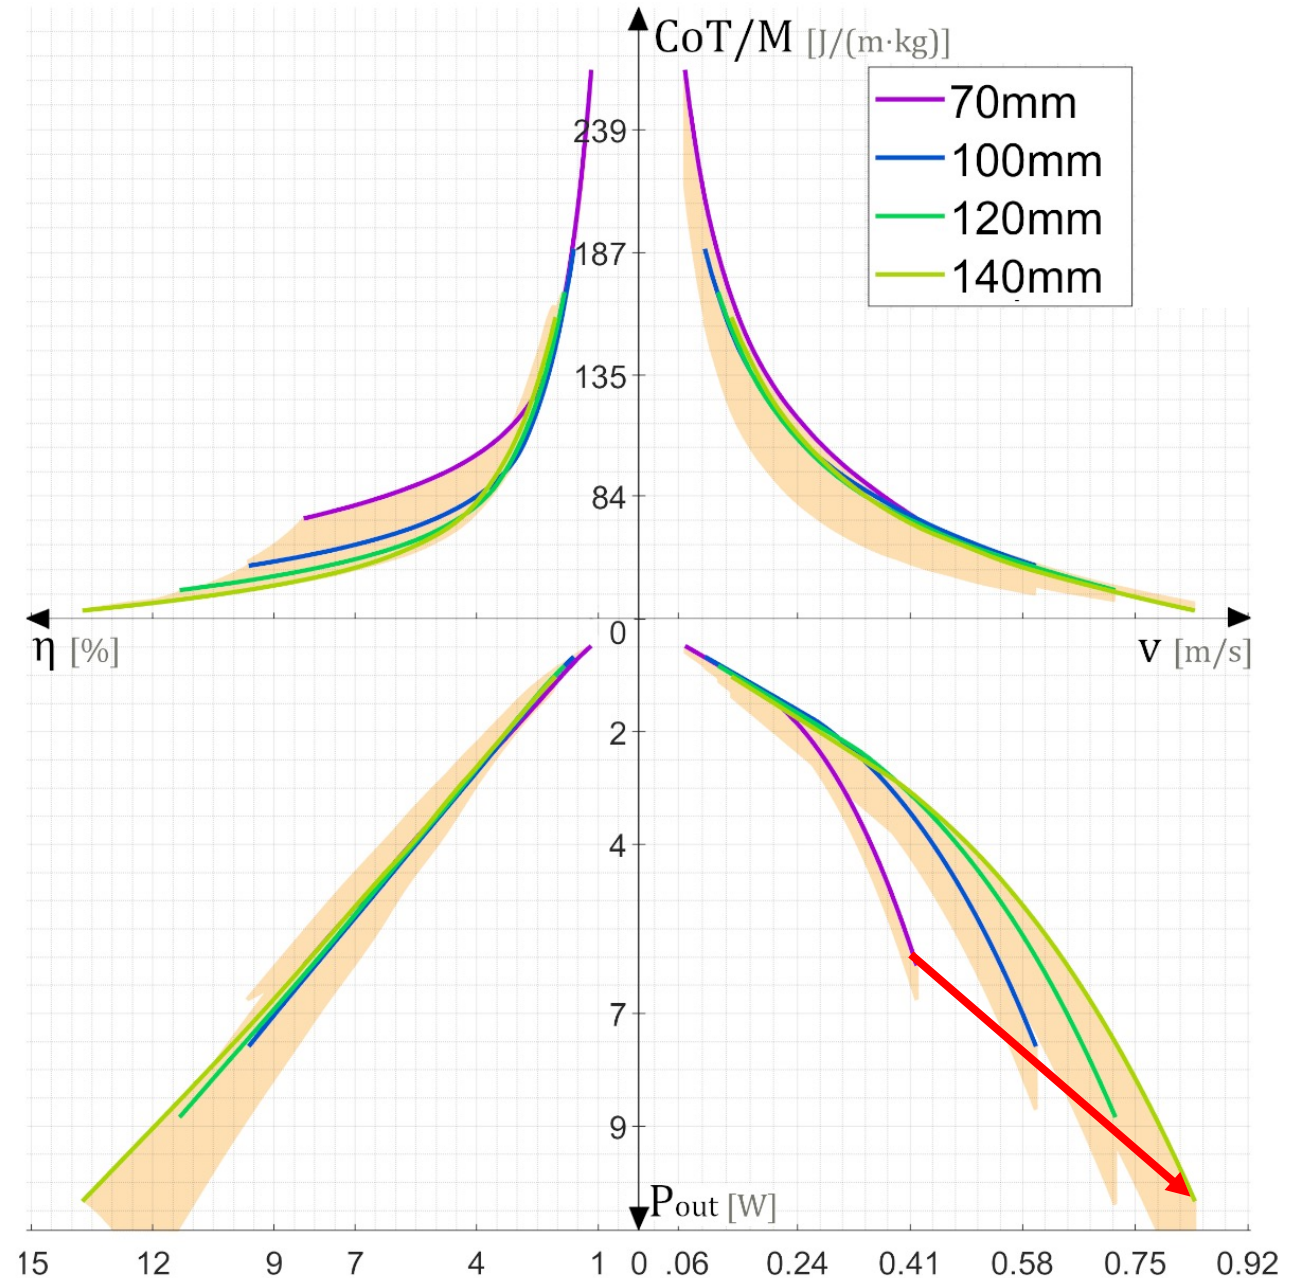 CoT/M [J/(m·kg)]
70mm
100mm
120mm
140mm
239
187
135
84
0
η [%]
v [m/s]
2
4
7
9
Pout [W]
15 12 9 7 4 1 0 .06 0.24 0.41 0.58 0.75 0.92